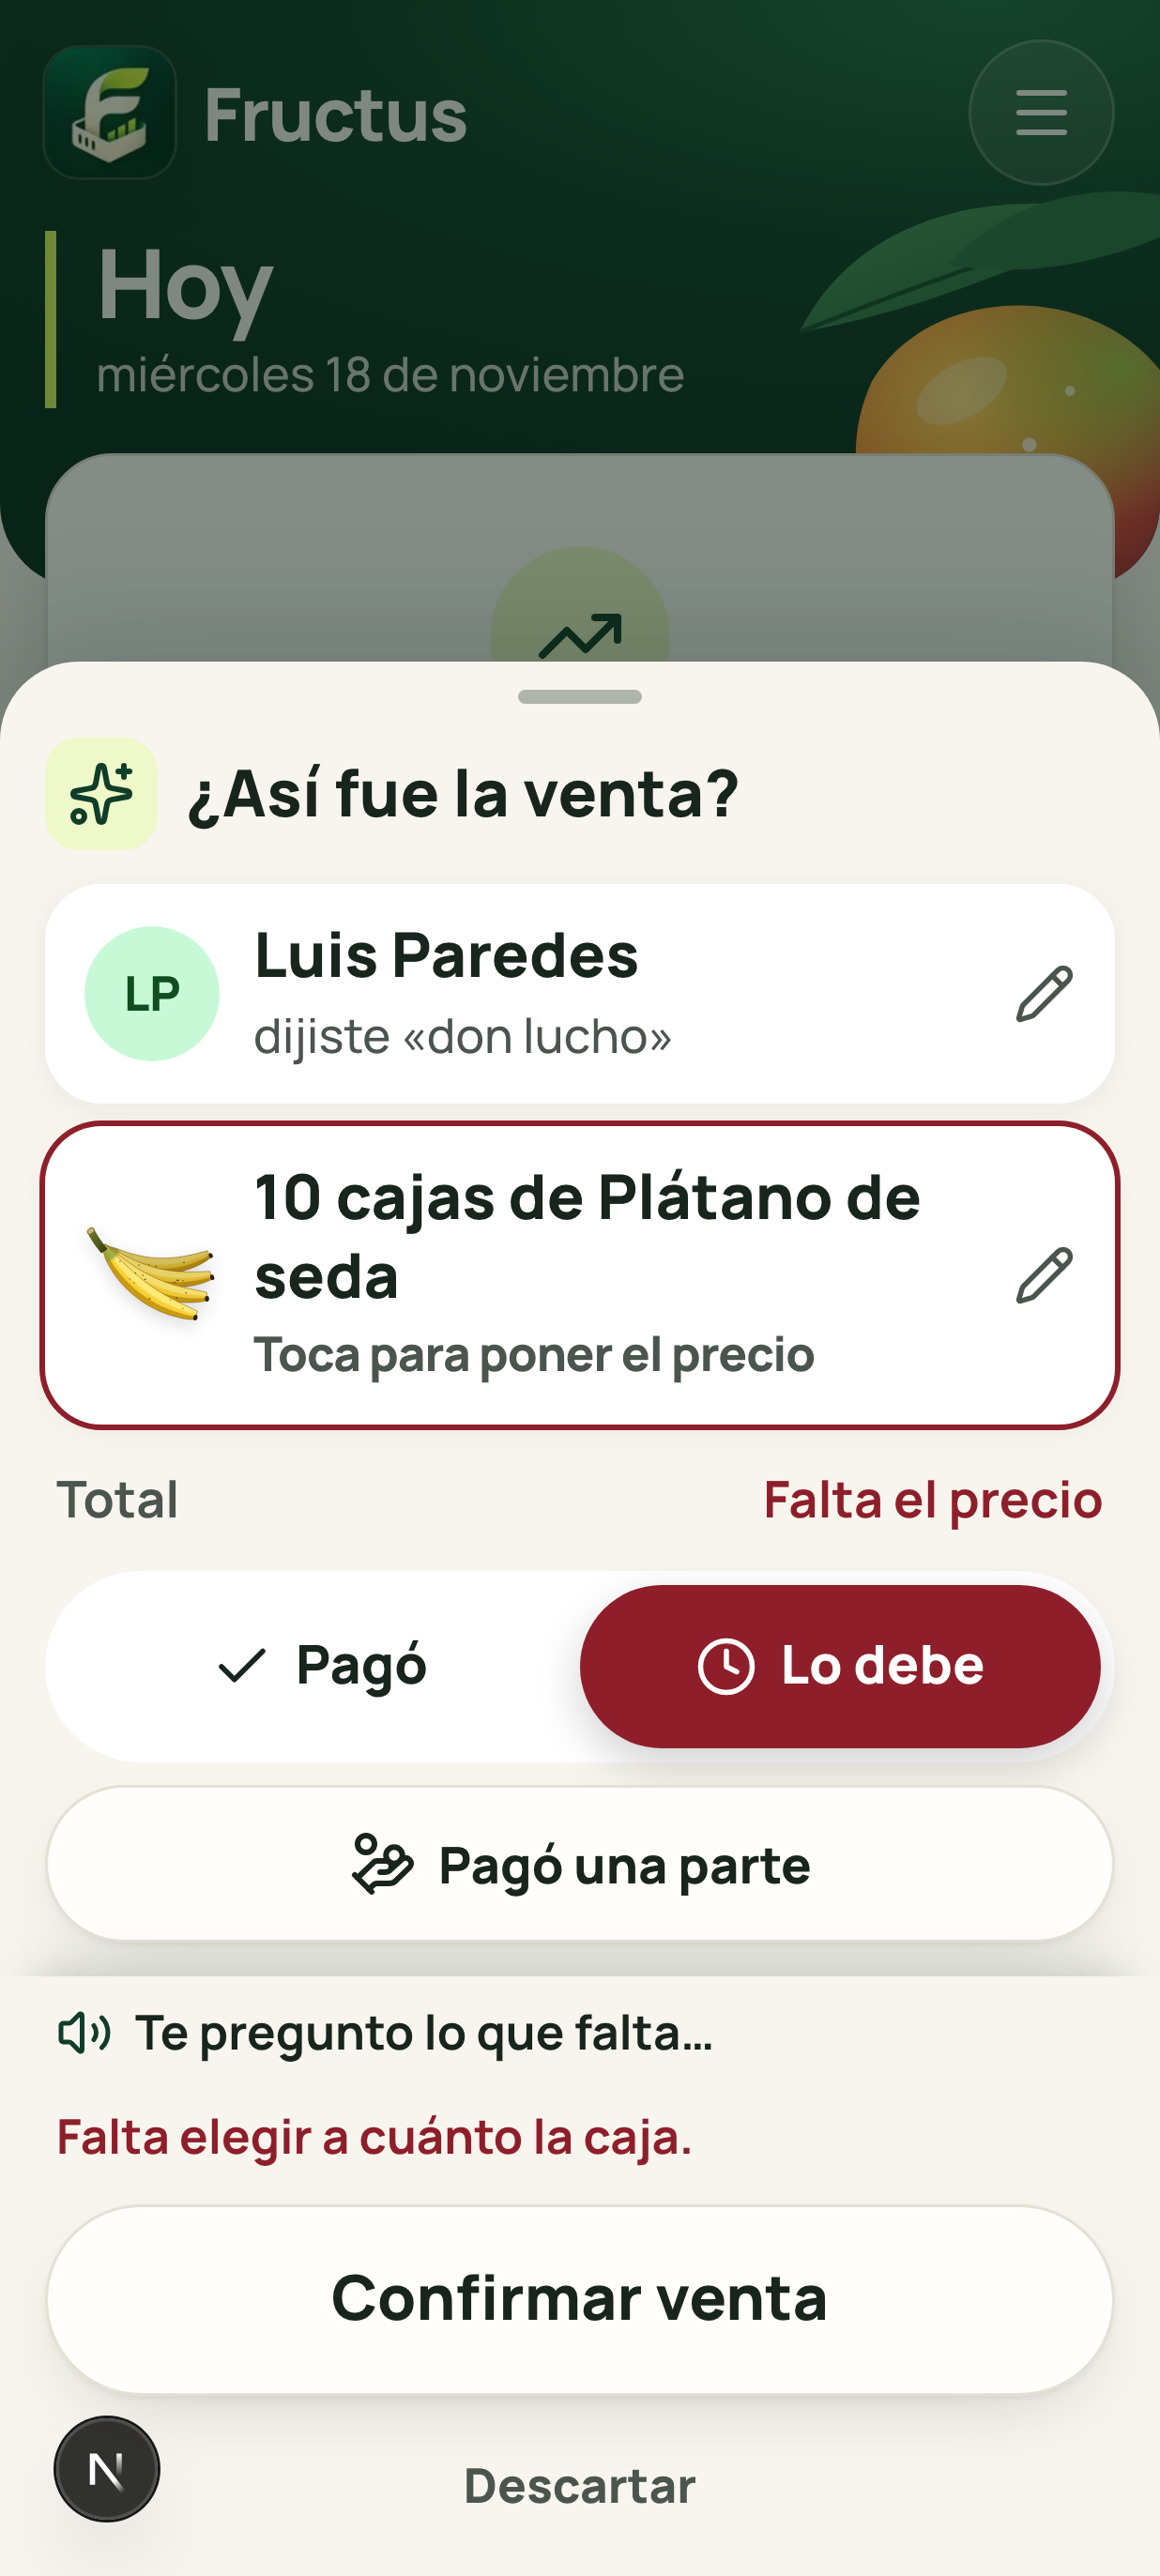 Fructus
Hoy
miércoles 18 de noviembre
¿Así fue la venta?
LP
Luis Paredes
dijiste «don lucho»
10 cajas de Plátano de
seda
Toca para poner el precio
Total
Falta el precio
Pagó
Lo debe
Pagó una parte
Te pregunto lo que falta...
Falta elegir a cuánto la caja.
Confirmar venta
N
Descartar